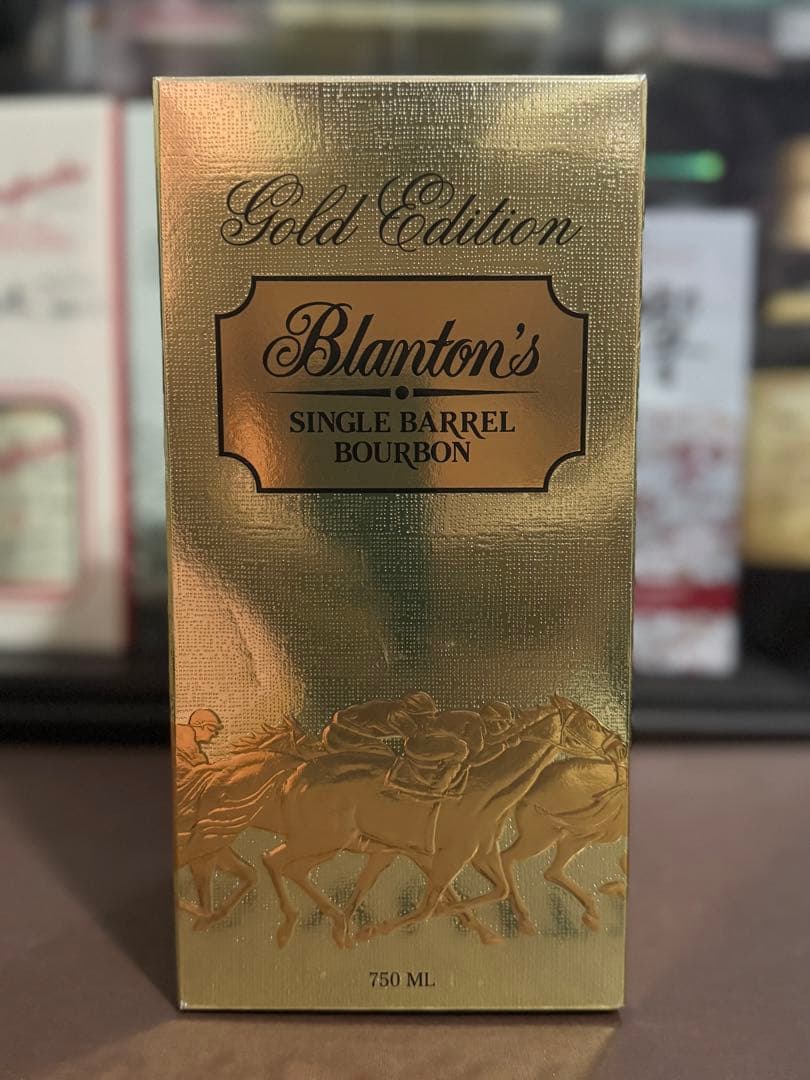 Gold Edition
Blanton's
SINGLE BARREL
BOURBON
750 ML